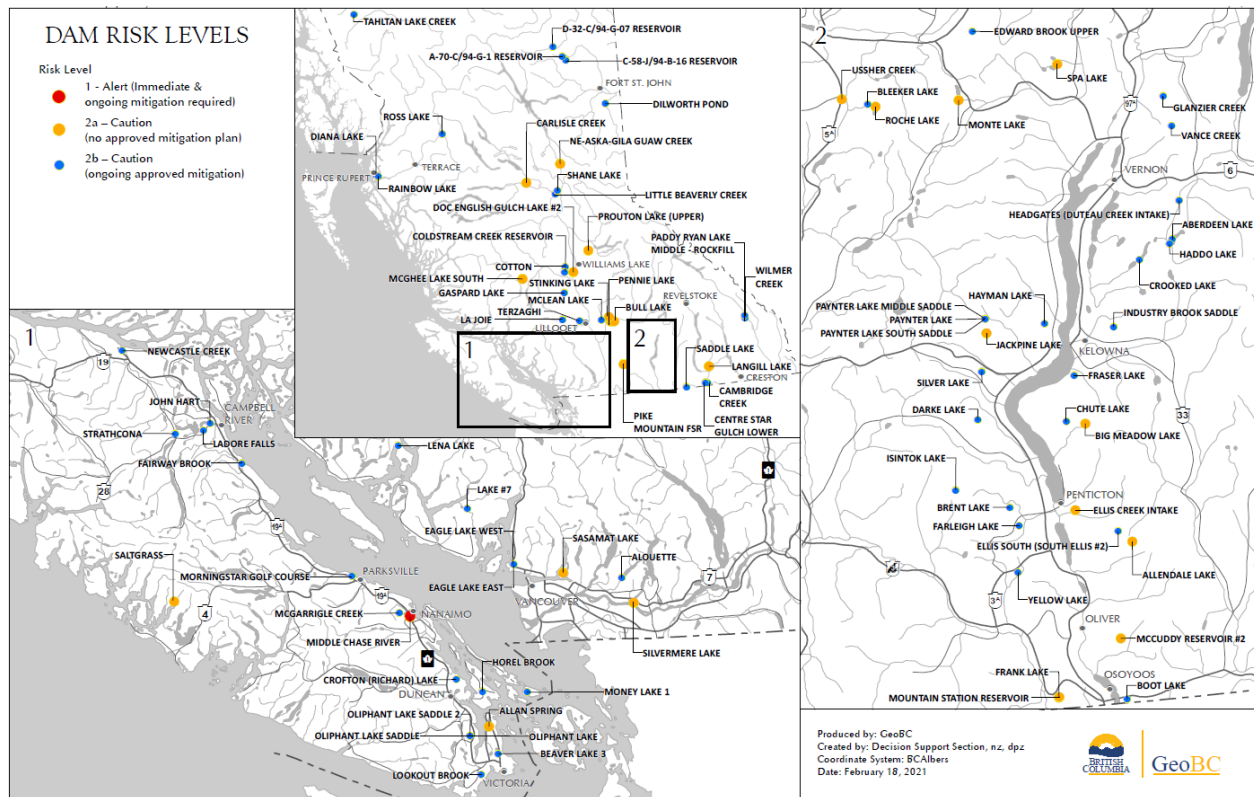 DAM RISK LEVELS
Risk Level
1 - Alert (Immediate &
ongoing mitigation required)
2a – Caution
(no approved mitigation plan)
2b – Caution
(ongoing approved mitigation)
TAHLTAN LAKE CREEK
D-32-C/94-G-07 RESERVOIR
A-70-C/94-G-1 RESERVOIR
C-58-J/94-B-16 RESERVOIR
FORT ST. JOHN
DILWORTH POND
ROSS LAKE
CARLISLE CREEK
DIANA LAKE
NE-ASKA-GILA GUAW CREEK
TERRACE
PRINCE RUPERT
SHANE LAKE
RAINBOW LAKE
LITTLE BEAVERLY CREEK
DOC ENGLISH GULCH LAKE #2
PROUTON LAKE (UPPER)
COLDSTREAM CREEK RESERVOIR
PADDY RYAN LAKE
MIDDLE - ROCKFILL
COTTON
WILLIAMS LAKE
MCGHEE LAKE SOUTH
STINKING LAKE
PENNIE LAKE
WILMER
CREEK
GASPARD LAKE
MCLEAN LAKE
BULL LAKE
REVELSTOKE
LA JOIE
TERZAGHI
LILLOOET
1
2
SADDLE LAKE
LANGILL LAKE
CRESTON
CAMBRIDGE
CREEK
PIKE
MOUNTAIN FSR
CENTRE STAR
GULCH LOWER
1
NEWCASTLE CREEK
19
JOHN HART
CAMPBELL
RIVER
STRATHCONA
LADORE FALLS
FAIRWAY BROOK
28
19A
LENA LAKE
1
LAKE #7
EAGLE LAKE WEST
SALTGRASS
SASAMAT LAKE
ALOUETTE
MORNINGSTAR GOLF COURSE
PARKSVILLE
EAGLE LAKE EAST
7
VANCOUVER
19A
4
MCGARRIGLE CREEK
NANAIMO
MIDDLE CHASE RIVER
SILVERMERE LAKE
1
HOREL BROOK
CROFTON (RICHARD) LAKE
DUNCAN
MONEY LAKE 1
OLIPHANT LAKE SADDLE 2
ALLAN SPRING
OLIPHANT LAKE SADDLE
OLIPHANT LAKE
BEAVER LAKE 3
LOOKOUT BROOK
VICTORIA
2
EDWARD BROOK UPPER
USSHER CREEK
SPA LAKE
BLEEKER LAKE
97A
GLANZIER CREEK
ROCHE LAKE
MONTE LAKE
5A
VANCE CREEK
VERNON
6
HEADGATES (DUTEAU CREEK INTAKE)
ABERDEEN LAKE
HADDO LAKE
CROOKED LAKE
HAYMAN LAKE
PAYNTER LAKE MIDDLE SADDLE
PAYNTER LAKE
PAYNTER LAKE SOUTH SADDLE
INDUSTRY BROOK SADDLE
JACKPINE LAKE
KELOWNA
SILVER LAKE
FRASER LAKE
DARKE LAKE
CHUTE LAKE
33
BIG MEADOW LAKE
ISINTOK LAKE
PENTICTON
BRENT LAKE
ELLIS CREEK INTAKE
FARLEIGH LAKE
ELLIS SOUTH (SOUTH ELLIS #2)
ALLENDALE LAKE
3A
YELLOW LAKE
OLIVER
MCCUDDY RESERVOIR #2
FRANK LAKE
OSOYOOS
MOUNTAIN STATION RESERVOIR
BOOT LAKE
Produced by: GeoBC
Created by: Decision Support Section, nz, dpz
Coordinate System: BCAlbers
Date: February 18, 2021
BRITISH
COLUMBIA
GeoBC